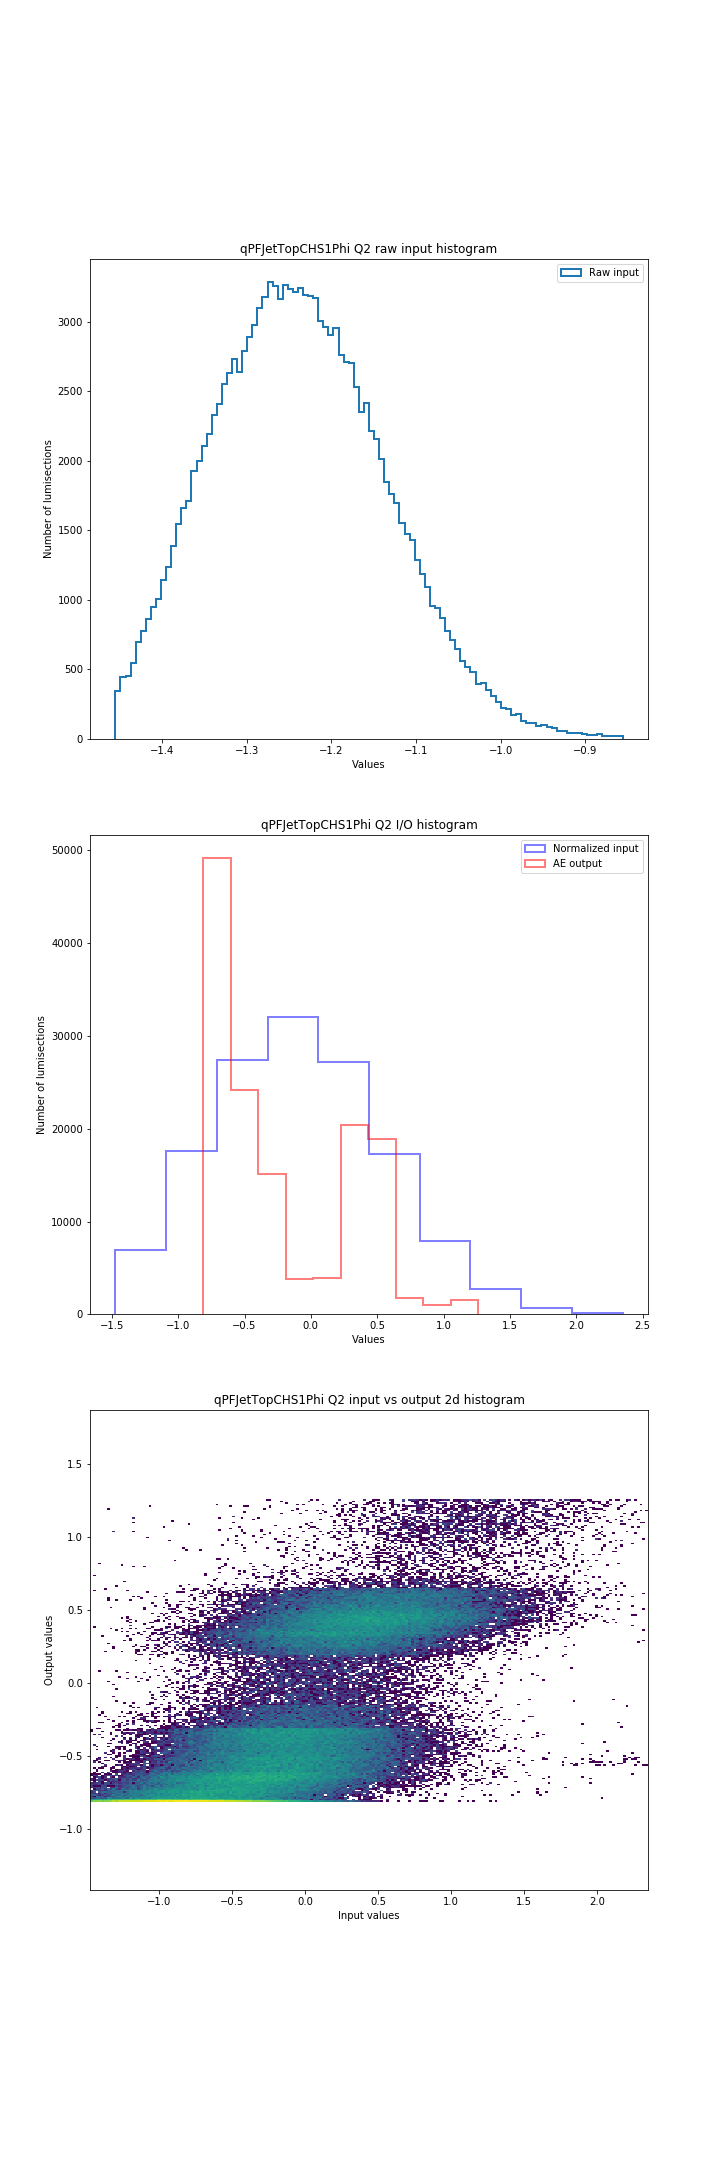 qPFJetTopCHS1Phi Q2 raw input histogram
Raw input
3000
2500
2000
1500
1000
500
0
Number of lumisections
−1.4 −1.3 −1.2 −1.1 −1.0 −0.9
Values
qPFJetTopCHS1Phi Q2 I/O histogram
Normalized input
AE output
50000
40000
30000
20000
10000
0
Number of lumisections
−1.5 −1.0 −0.5 0.0 0.5 1.0 1.5 2.0 2.5
Values
qPFJetTopCHS1Phi Q2 input vs output 2d histogram
1.5
1.0
0.5
0.0
−0.5
−1.0
Output values
−1.0 −0.5 0.0 0.5 1.0 1.5 2.0
Input values